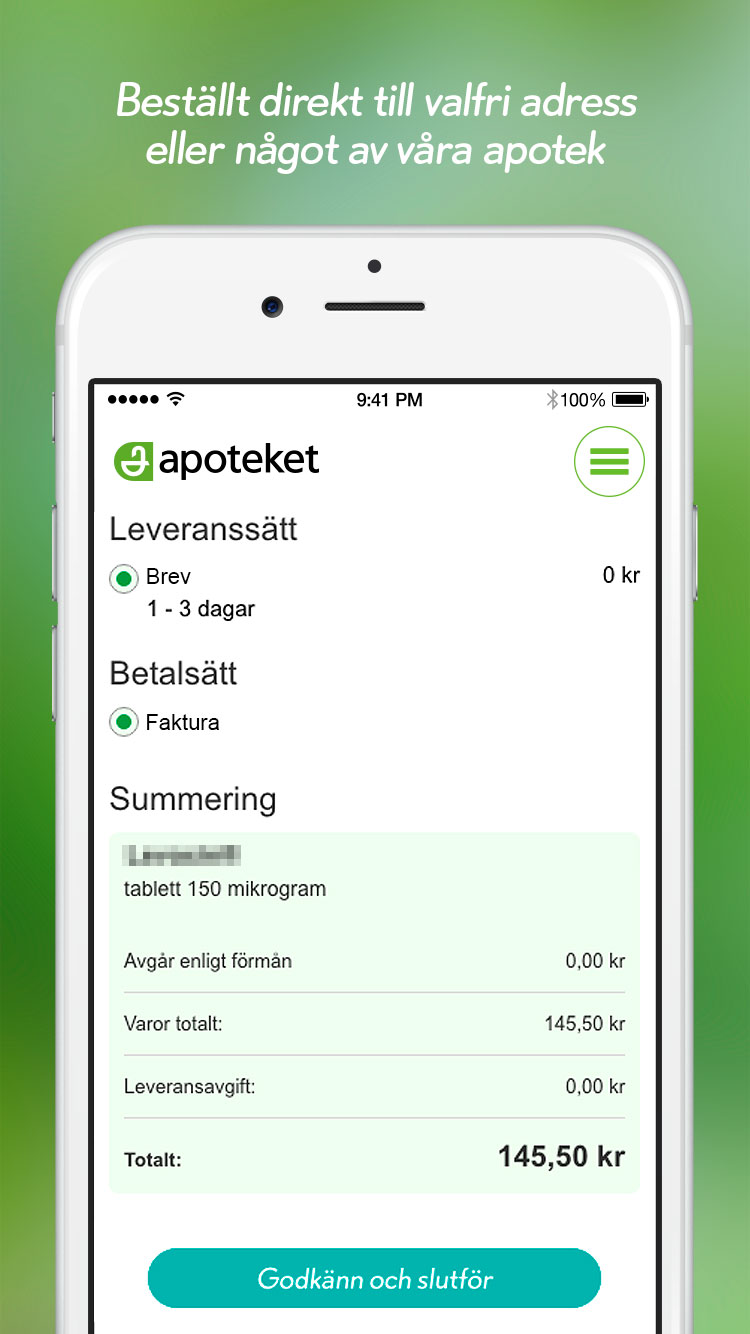 Beställt direkt till valfri adress
eller något av våra apotek
9:41 PM
100%
apoteket
Leveranssätt
Brev 0 kr
1 - 3 dagar
Betalsätt
Faktura
Summering
tablett 150 mikrogram
Avgår enligt förmån 0,00 kr
Varor totalt: 145,50 kr
Leveransavgift: 0,00 kr
Totalt: 145,50 kr
Godkänn och slutför